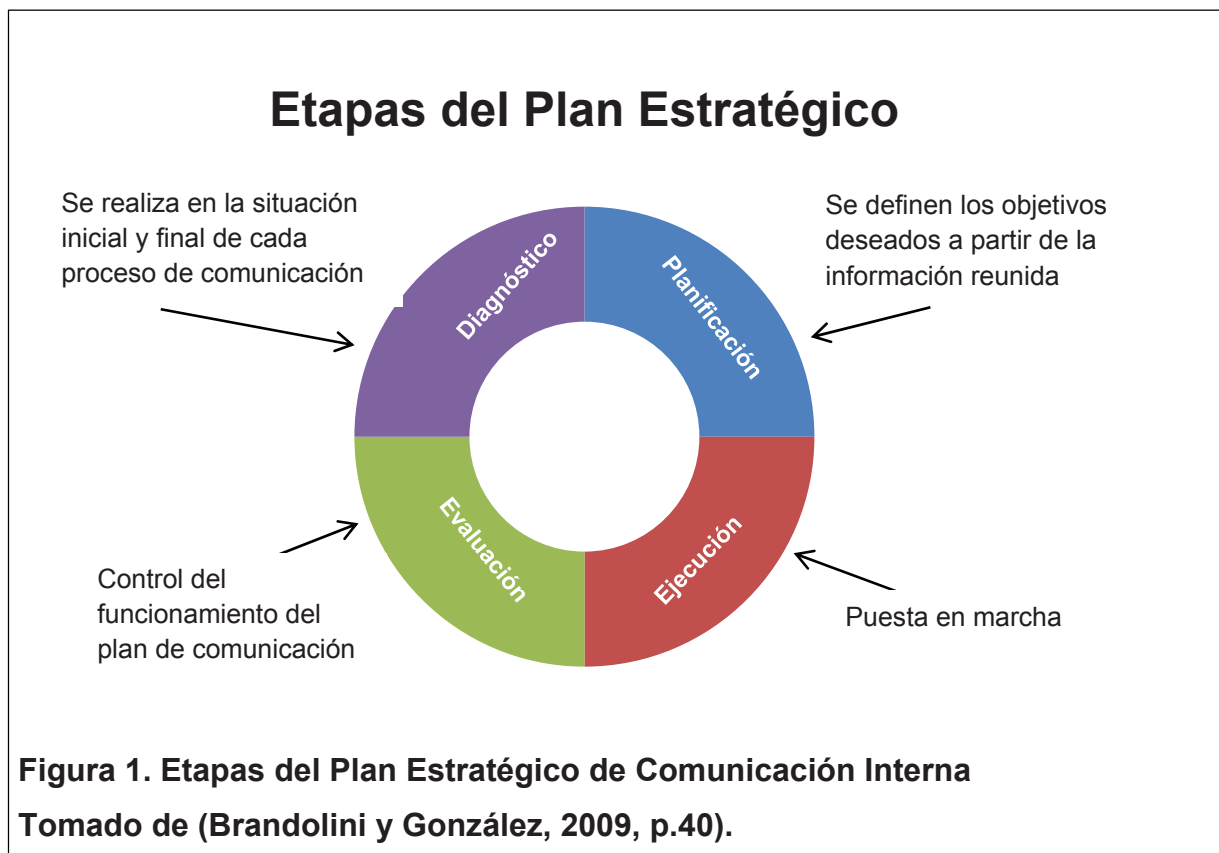 Etapas del Plan Estratégico
Se realiza en la situación
inicial y final de cada
proceso de comunicación
Se definen los objetivos
deseados a partir de la
información reunida
Diagnóstico
Planificación
Evaluación
Ejecución
Control del
funcionamiento del
plan de comunicación
Puesta en marcha
Figura 1. Etapas del Plan Estratégico de Comunicación Interna
Tomado de (Brandolini y González, 2009, p.40).